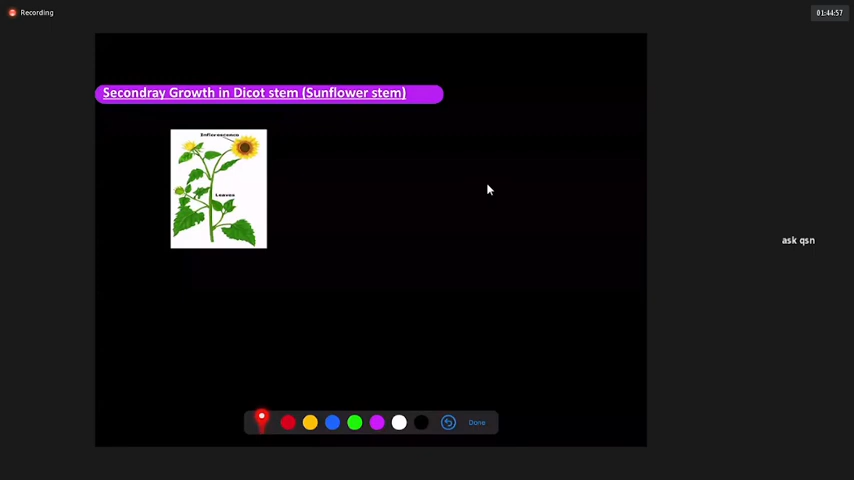 Recording
01:44:57
Secondray Growth in Dicot stem (Sunflower stem)
Inflorescence
Leaves
ask qsn
Done